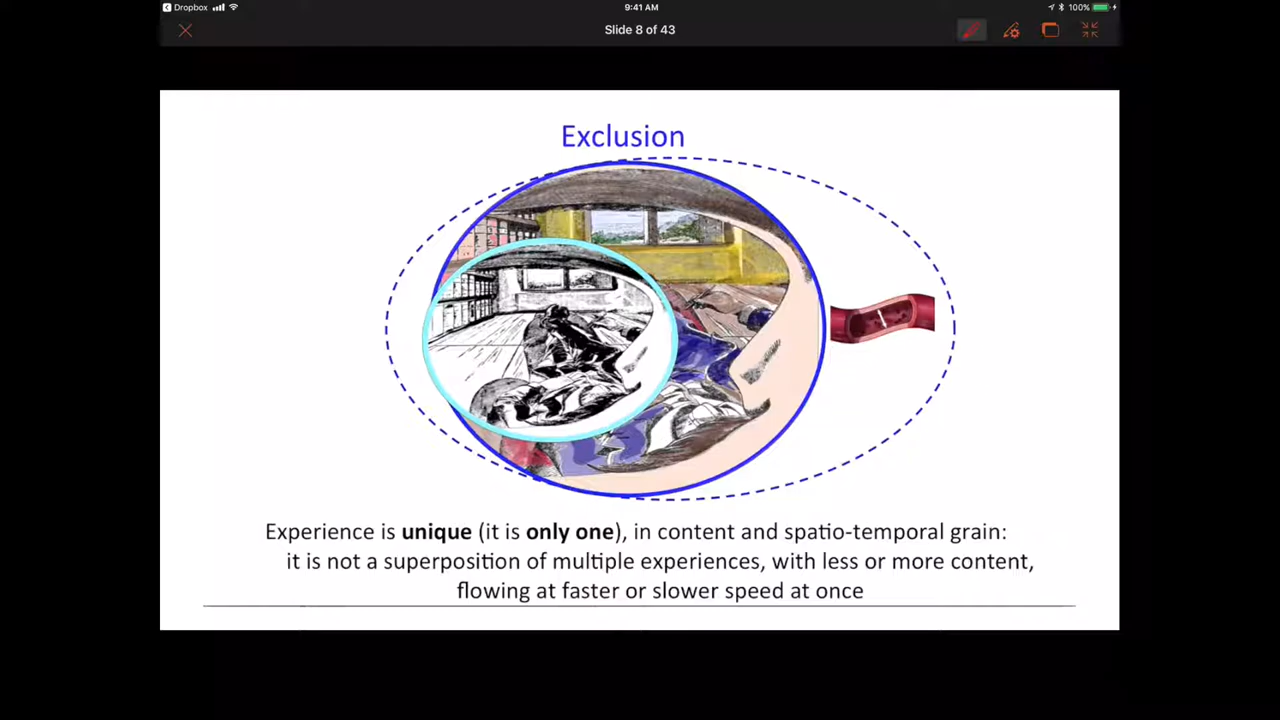 Dropbox
9:41 AM
100%
Slide 8 of 43
Exclusion
Experience is unique (it is only one), in content and spatio-temporal grain:
it is not a superposition of multiple experiences, with less or more content,
flowing at faster or slower speed at once